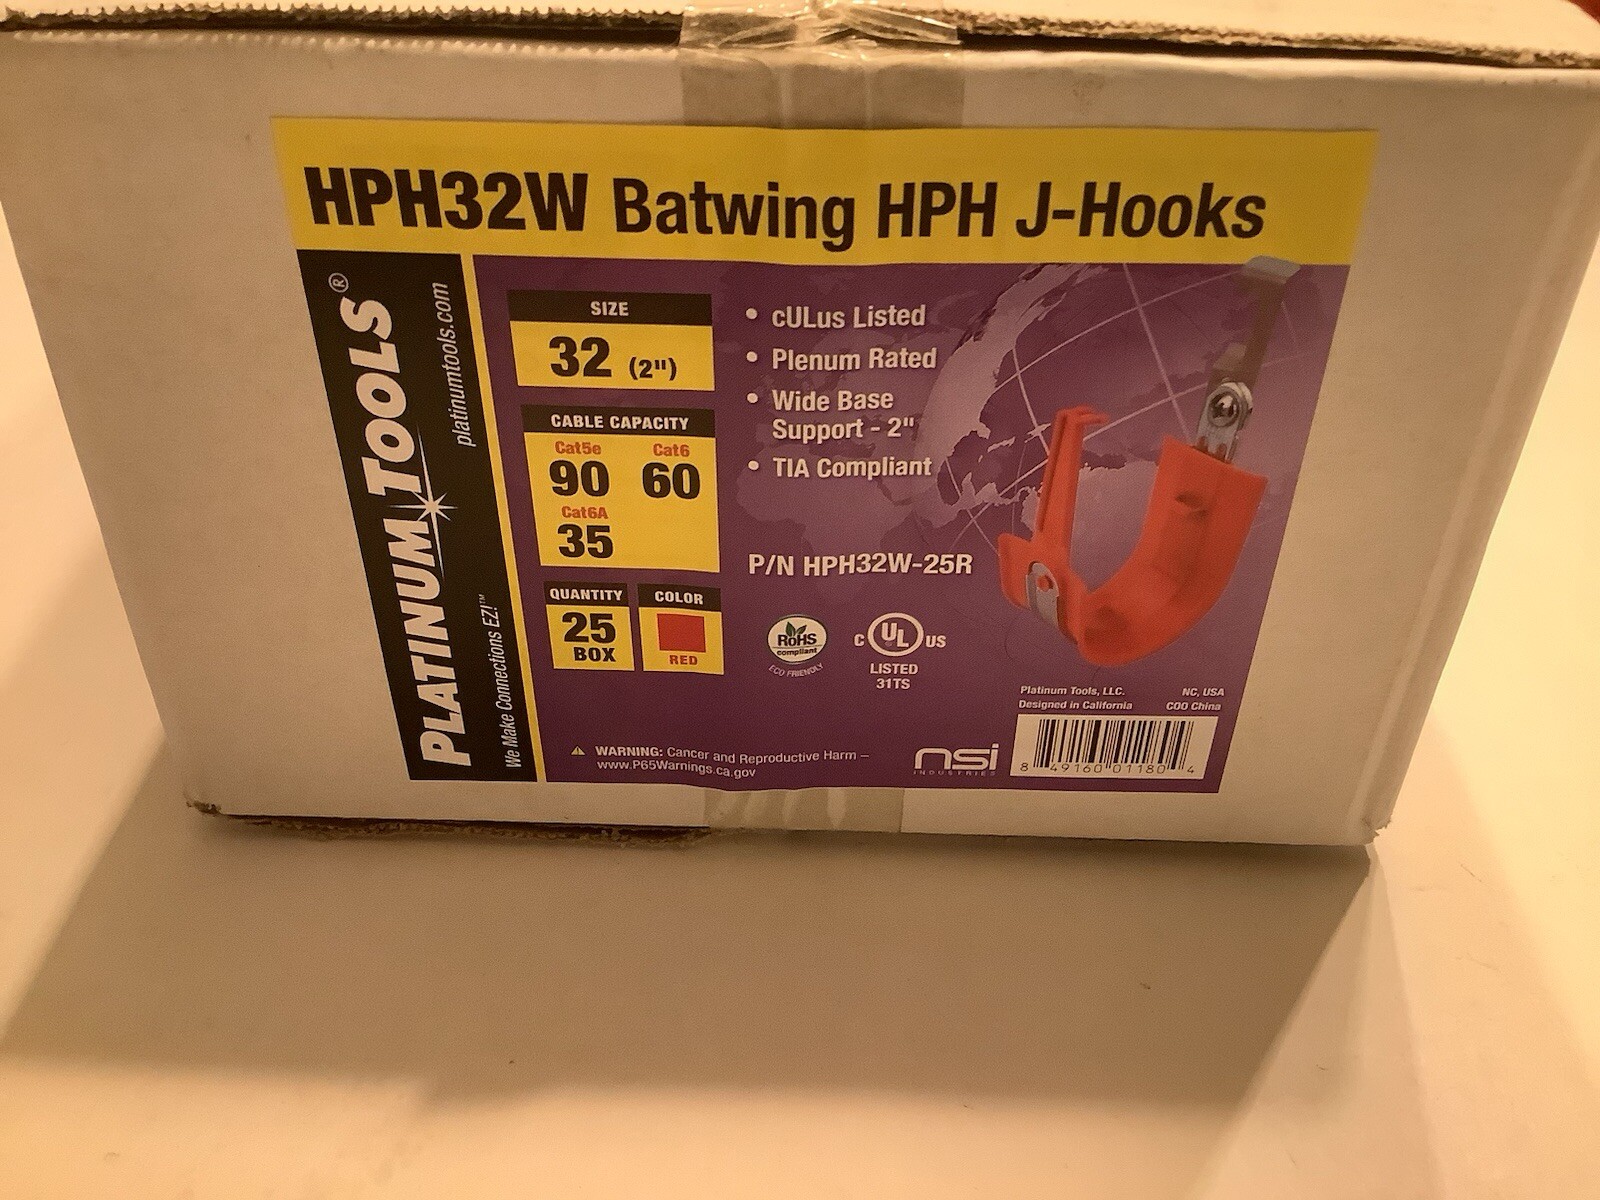 HPH32W Batwing HPH J-Hooks
PLATINUM TOOLS®
platinumtools.com
We Make Connections EZ!™
SIZE
32 (2")
CABLE CAPACITY
Cat5e Cat6
90 60
Cat6A
35
QUANTITY
25
BOX
COLOR
RED
• cULus Listed
• Plenum Rated
• Wide Base
Support - 2"
• TIA Compliant
P/N HPH32W-25R
RoHS
compliant
ECO FRIENDLY
C UL US
LISTED
31TS
Platinum Tools, LLC. NC, USA
Designed in California COO China
WARNING: Cancer and Reproductive Harm –
www.P65Warnings.ca.gov
nsi
INDUSTRIES
8 49160 01180 4